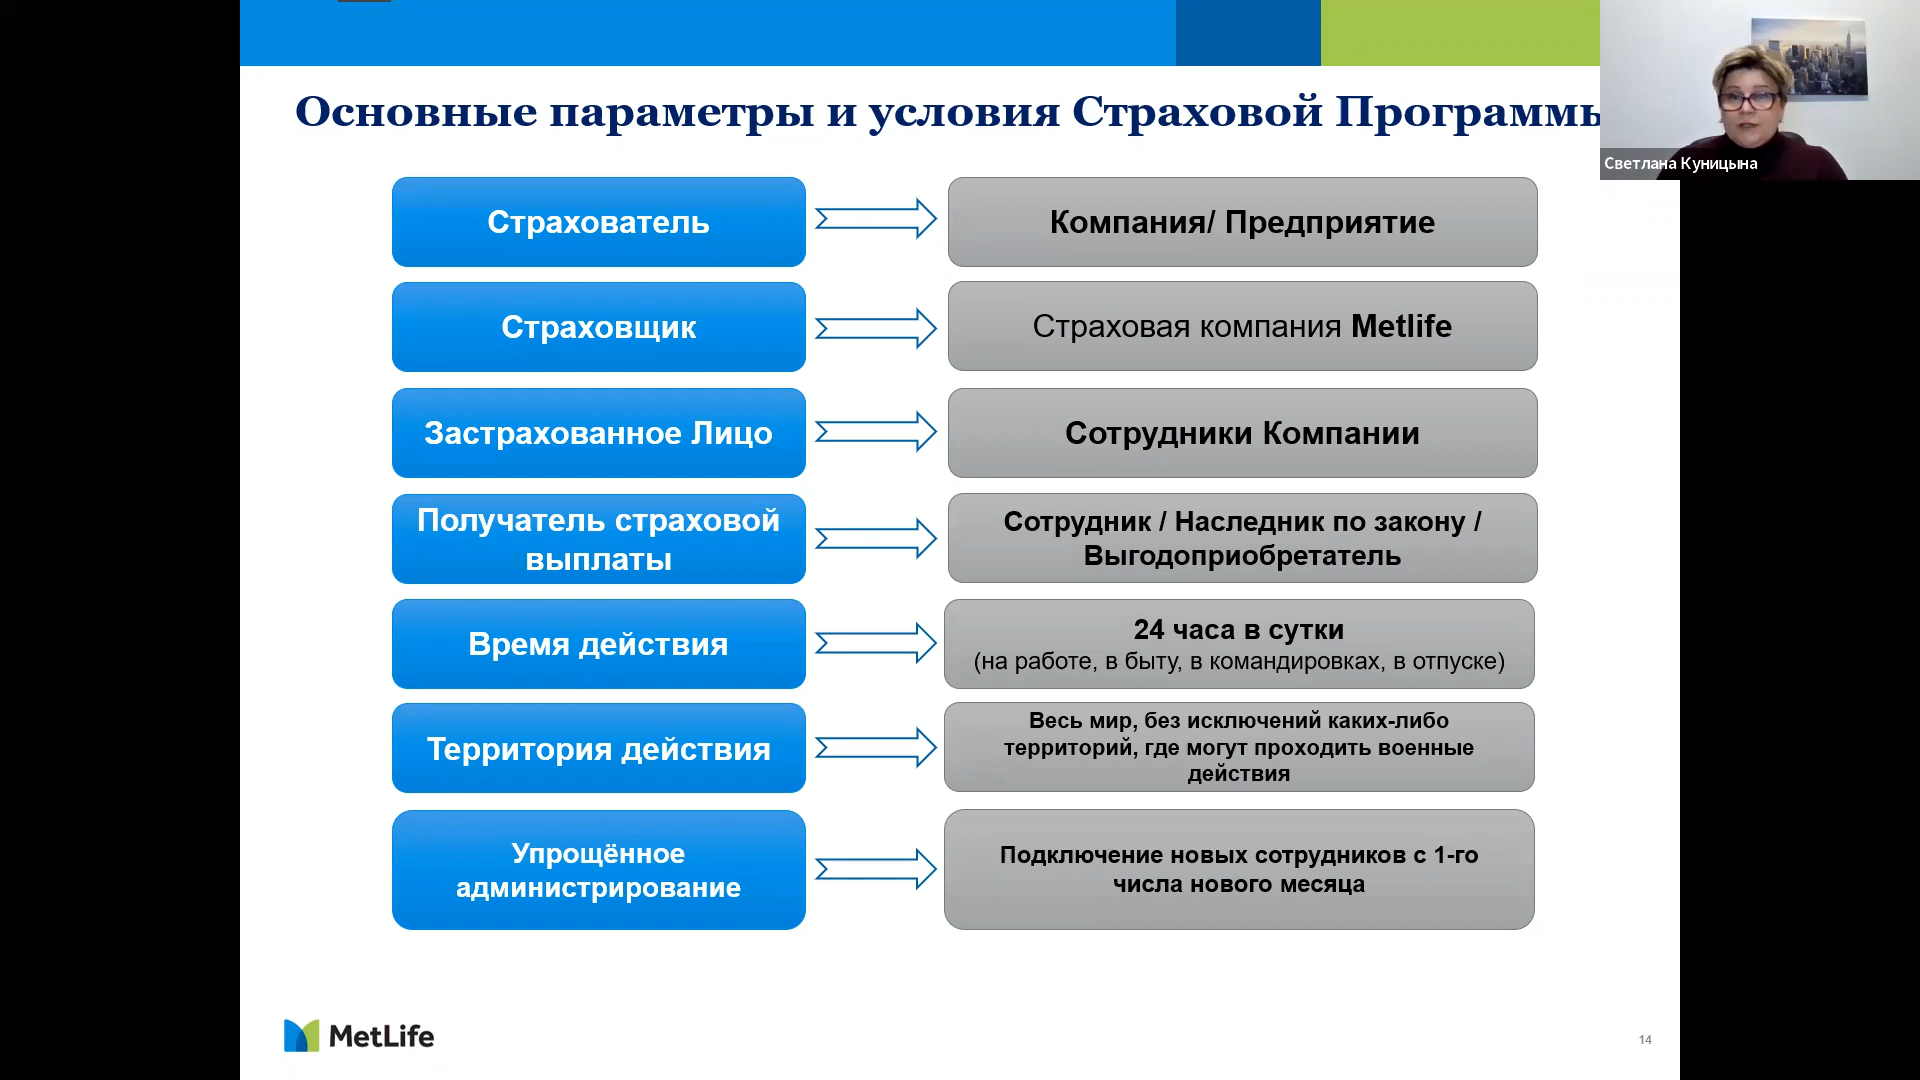 Основные параметры и условия Страховой Программы
Светлана Куницына
Страхователь
Компания/ Предприятие
Страховщик
Страховая компания Metlife
Застрахованное Лицо
Сотрудники Компании
Получатель страховой
выплаты
Сотрудник / Наследник по закону /
Выгодоприобретатель
Время действия
24 часа в сутки
(на работе, в быту, в командировках, в отпуске)
Территория действия
Весь мир, без исключений каких-либо
территорий, где могут проходить военные
действия
Упрощённое
администрирование
Подключение новых сотрудников с 1-го
числа нового месяца
MetLife
14